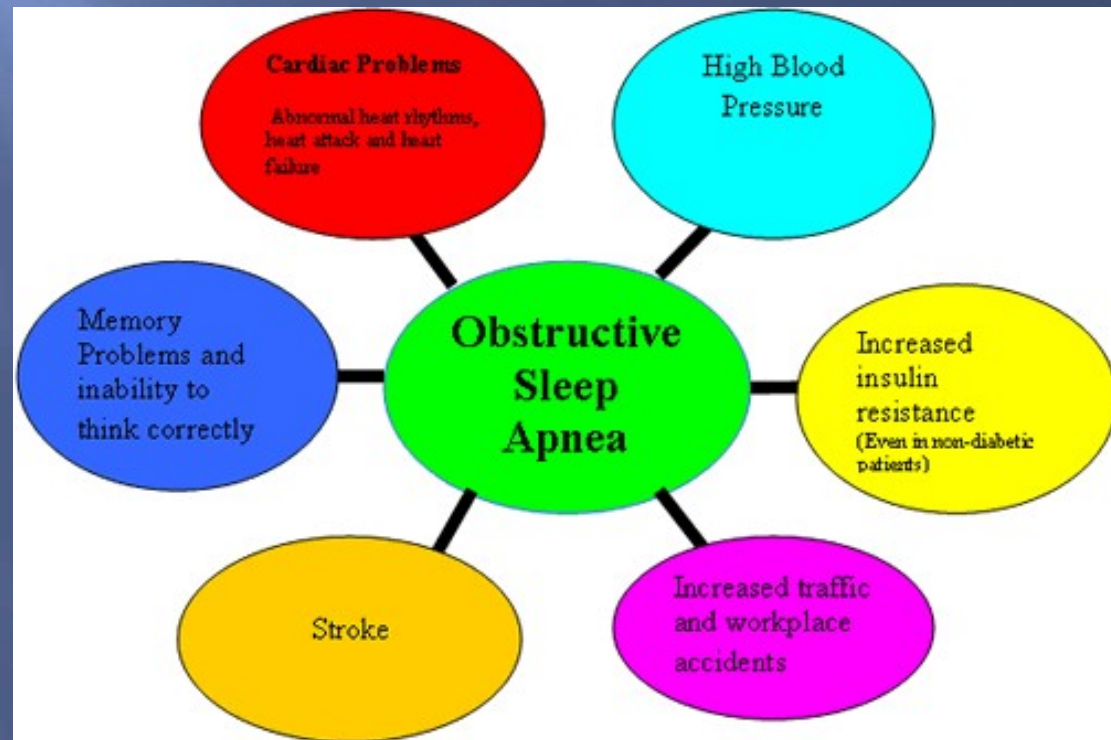 Cardiac Problems
Abnormal heart rhythms,
heart attack and heart
failure
High Blood
Pressure
Memory
Problems and
inability to
think correctly
Obstructive
Sleep
Apnea
Increased
insulin
resistance
(Even in non-diabetic
patients)
Stroke
Increased traffic
and workplace
accidents